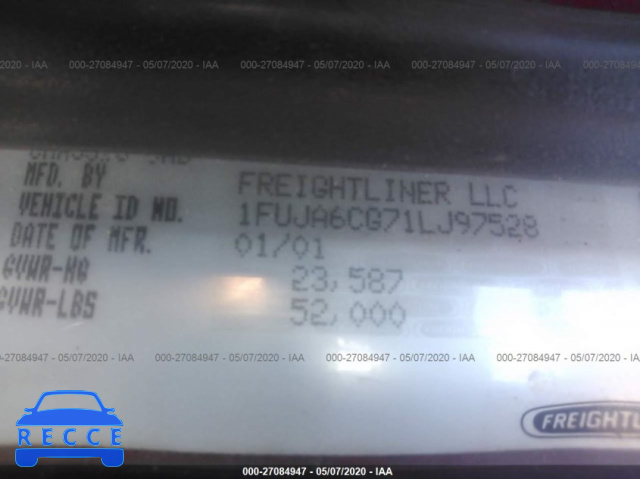 000-27084947 - 05/07/2020 - IAA
000-27084947 - 05/07/2020 - IAA
000-27084947 - 05/07/2020 - IAA
MFD. BY FREIGHTLINER LLC
VEHICLE ID NO. 1FUJA6CG71LJ97528
DATE OF MFR. 01/01
GVWR-KG 23,587
GVWR-LBS 52,000
000-27084947 - 05/07/2020 - IAA
000-27084947 - 05/07/2020 - IAA
000-27084947 - 05/07/2020 - IAA
FREIGHTL
RECCE
000-27084947 - 05/07/2020 - IAA